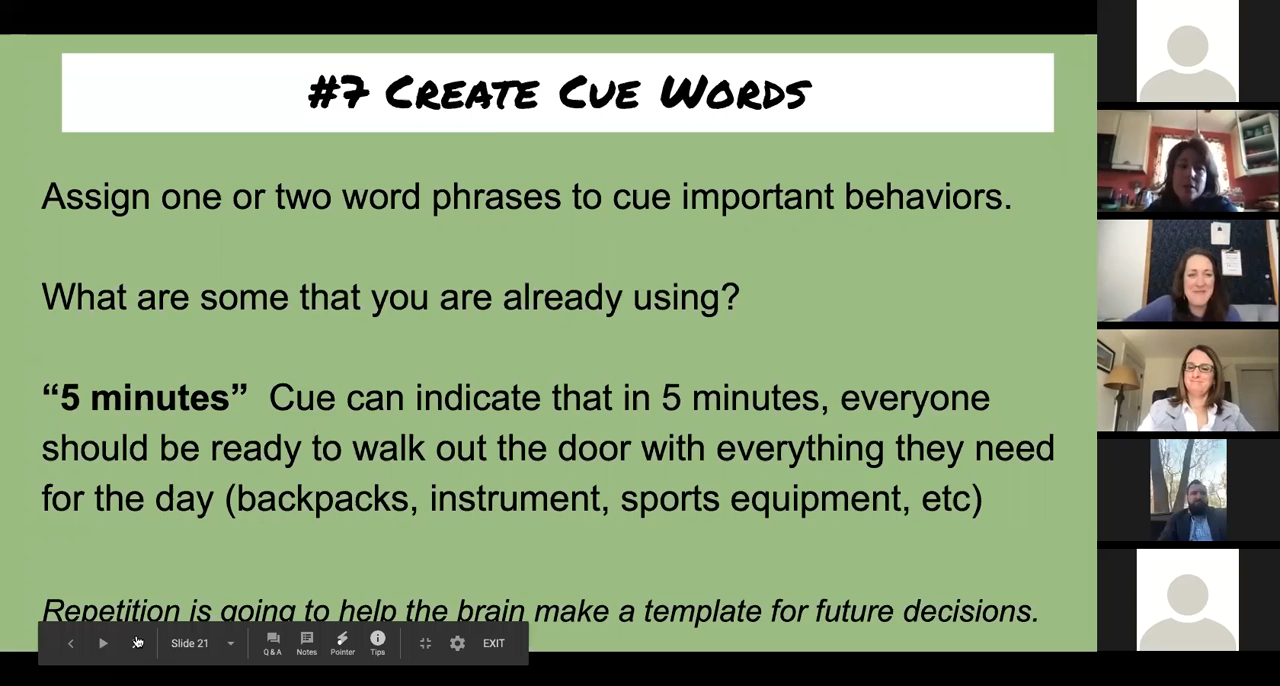 #7 Create Cue Words
Assign one or two word phrases to cue important behaviors.
What are some that you are already using?
“5 minutes” Cue can indicate that in 5 minutes, everyone
should be ready to walk out the door with everything they need
for the day (backpacks, instrument, sports equipment, etc)
Repetition is going to help the brain make a template for future decisions.
Slide 21
Q&A
Notes
Pointer
Tips
EXIT